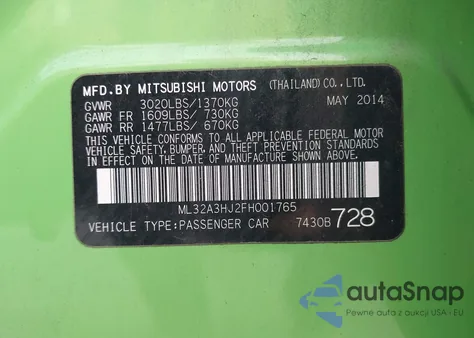 MFD.BY MITSUBISHI MOTORS (THAILAND) CO., LTD.
GVWR 3020LBS/1370KG MAY 2014
GAWR FR 1609LBS/ 730KG
GAWR RR 1477LBS/ 670KG
THIS VEHICLE CONFORMS TO ALL APPLICABLE FEDERAL MOTOR
VEHICLE SAFETY, BUMPER, AND THEFT PREVENTION STANDARDS
IN EFFECT ON THE DATE OF MANUFACTURE SHOWN ABOVE.
ML32A3HJ2FH001765
VEHICLE TYPE:PASSENGER CAR 7430B 728
autoSnap
Pewne auta z aukcji USA i EU